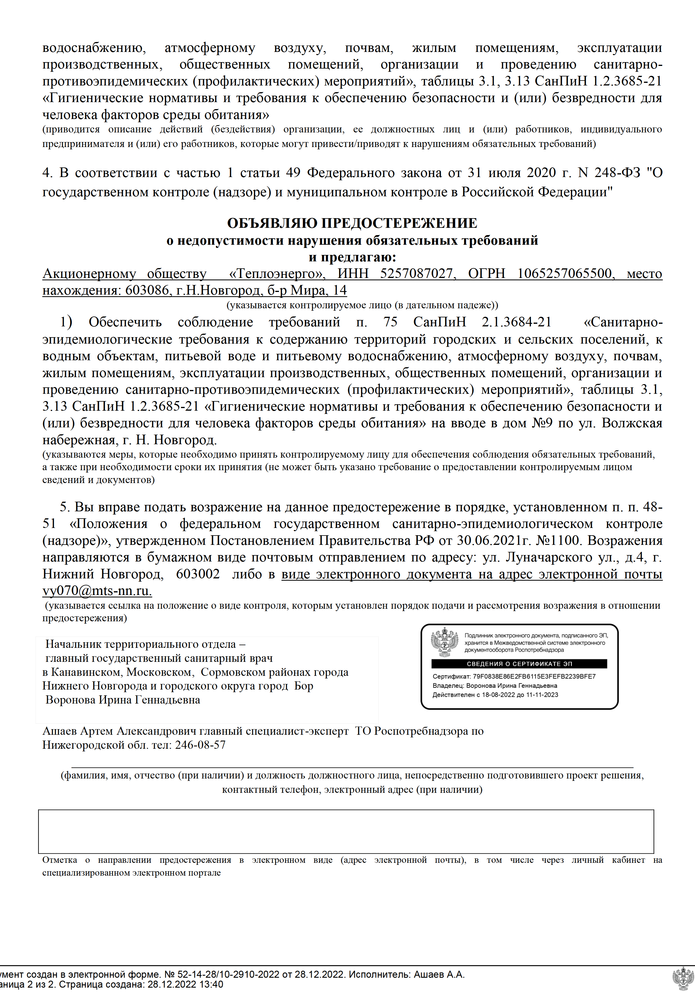 водоснабжению, атмосферному воздуху, почвам, жилым помещениям, эксплуатации
производственных, общественных помещений, организации и проведению санитарно-
противоэпидемических (профилактических) мероприятий», таблицы 3.1, 3.13 СанПиН 1.2.3685-21
«Гигиенические нормативы и требования к обеспечению безопасности и (или) безвредности для
человека факторов среды обитания»
(приводится описание действий (бездействия) организации, ее должностных лиц и (или) работников, индивидуального
предпринимателя и (или) его работников, которые могут привести/приводят к нарушениям обязательных требований)
4. В соответствии с частью 1 статьи 49 Федерального закона от 31 июля 2020 г. N 248-ФЗ "О
государственном контроле (надзоре) и муниципальном контроле в Российской Федерации"
ОБЪЯВЛЯЮ ПРЕДОСТЕРЕЖЕНИЕ
о недопустимости нарушения обязательных требований
и предлагаю:
Акционерному обществу «Теплоэнерго», ИНН 5257087027, ОГРН 1065257065500, место
нахождения: 603086, г.Н.Новгород, б-р Мира, 14
(указывается контролируемое лицо (в дательном падеже))
1) Обеспечить соблюдение требований п. 75 СанПиН 2.1.3684-21 «Санитарно-
эпидемиологические требования к содержанию территорий городских и сельских поселений, к
водным объектам, питьевой воде и питьевому водоснабжению, атмосферному воздуху, почвам,
жилым помещениям, эксплуатации производственных, общественных помещений, организации и
проведению санитарно-противоэпидемических (профилактических) мероприятий», таблицы 3.1,
3.13 СанПиН 1.2.3685-21 «Гигиенические нормативы и требования к обеспечению безопасности и
(или) безвредности для человека факторов среды обитания» на вводе в дом №9 по ул. Волжская
набережная, г. Н. Новгород.
(указываются меры, которые необходимо принять контролируемому лицу для обеспечения соблюдения обязательных требований,
а также при необходимости сроки их принятия (не может быть указано требование о предоставлении контролируемым лицом
сведений и документов)
5. Вы вправе подать возражение на данное предостережение в порядке, установленном п. п. 48-
51 «Положения о федеральном государственном санитарно-эпидемиологическом контроле
(надзоре)», утвержденном Постановлением Правительства РФ от 30.06.2021г. №1100. Возражения
направляются в бумажном виде почтовым отправлением по адресу: ул. Луначарского ул., д.4, г.
Нижний Новгород, 603002 либо в виде электронного документа на адрес электронной почты
vy070@mts-nn.ru.
(указывается ссылка на положение о виде контроля, которым установлен порядок подачи и рассмотрения возражения в отношении
предостережения)
Начальник территориального отдела –
главный государственный санитарный врач
в Канавинском, Московском, Сормовском районах города
Нижнего Новгорода и городского округа город Бор
Воронова Ирина Геннадьевна
Подлинник электронного документа, подписанного ЭП,
хранится в Межведомственной системе электронного
документооборота Роспотребнадзора
СВЕДЕНИЯ О СЕРТИФИКАТЕ ЭП
Сертификат: 79F0838E86E2FB6115E3FEFB2239BFE7
Владелец: Воронова Ирина Геннадьевна
Действителен с 18-08-2022 до 11-11-2023
Ашаев Артем Александрович главный специалист-эксперт ТО Роспотребнадзора по
Нижегородской обл. тел: 246-08-57
(фамилия, имя, отчество (при наличии) и должность должностного лица, непосредственно подготовившего проект решения,
контактный телефон, электронный адрес (при наличии)
Отметка о направлении предостережения в электронном виде (адрес электронной почты), в том числе через личный кабинет на
специализированном электронном портале
умент создан в электронной форме. № 52-14-28/10-2910-2022 от 28.12.2022. Исполнитель: Ашаев А.А.
аница 2 из 2. Страница создана: 28.12.2022 13:40